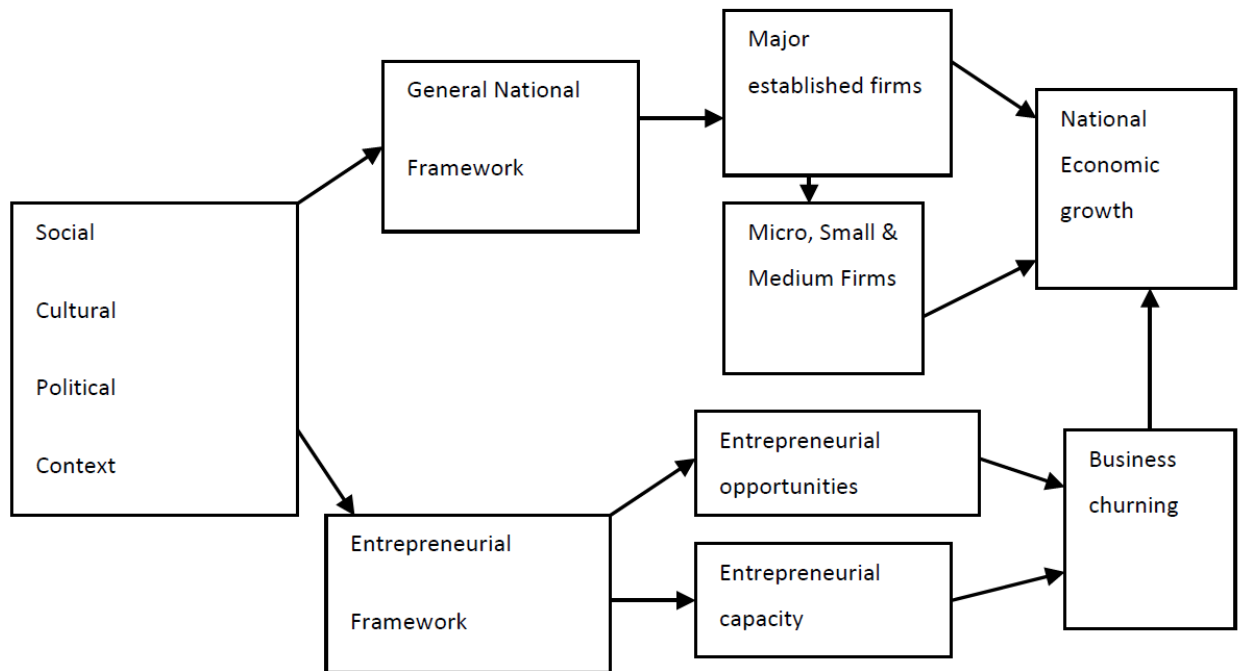 Social
Cultural
Political
Context
General National
Framework
Major
established firms
Micro, Small &
Medium Firms
National
Economic
growth
Entrepreneurial
Framework
Entrepreneurial
opportunities
Entrepreneurial
capacity
Business
churning